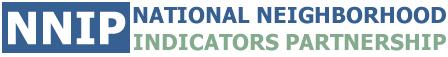 NNIP
NATIONAL NEIGHBORHOOD
INDICATORS PARTNERSHIP